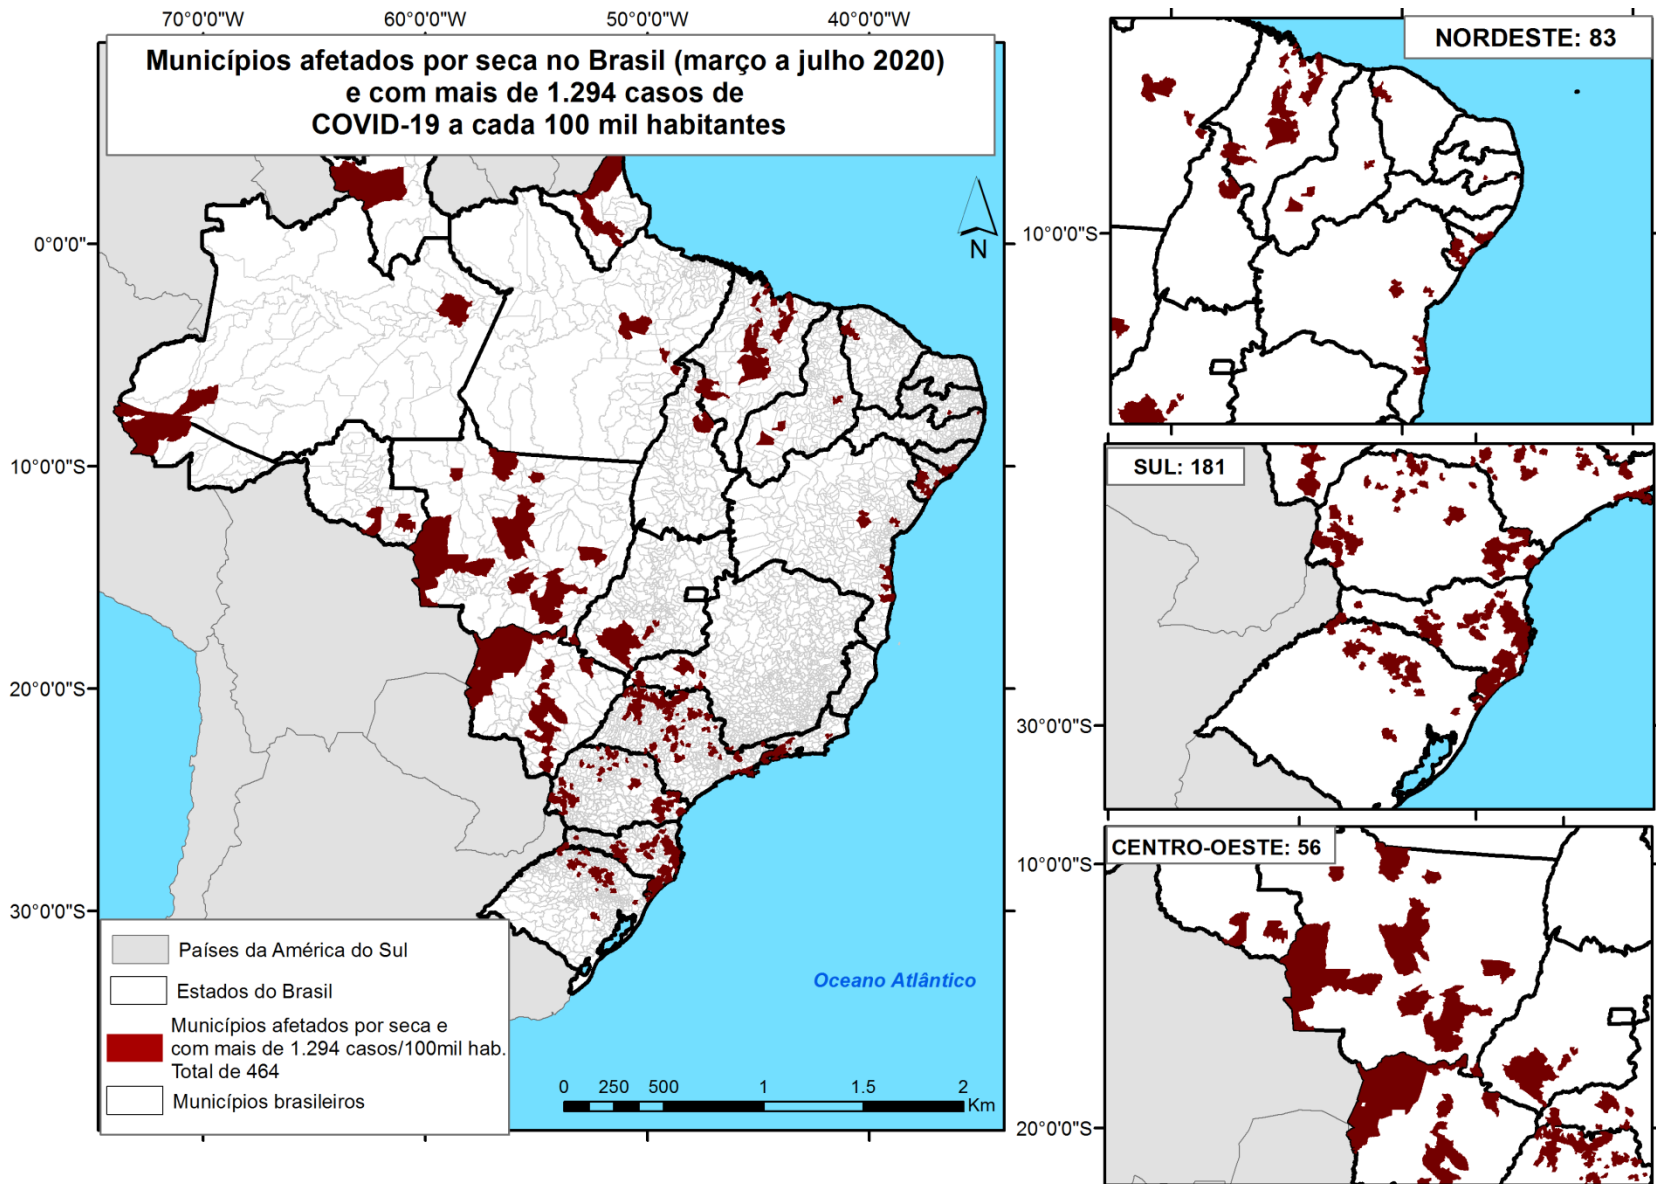 70°0'0"O
60°0'0"O
50°0'0"O
40°0'0"O
Municípios afetados por seca no Brasil (março a julho 2020)
e com mais de 1.294 casos de
COVID-19 a cada 100 mil habitantes
N
0°0'0"
10°0'0"S
20°0'0"S
30°0'0"S
Oceano Atlântico
Países da América do Sul
Estados do Brasil
Municípios afetados por seca e
com mais de 1.294 casos/100mil hab.
Total de 464
Municípios brasileiros
0 250 500 1 1.5 2
Km
NORDESTE: 83
10°0'0"S
SUL: 181
30°0'0"S
CENTRO-OESTE: 56
10°0'0"S
20°0'0"S